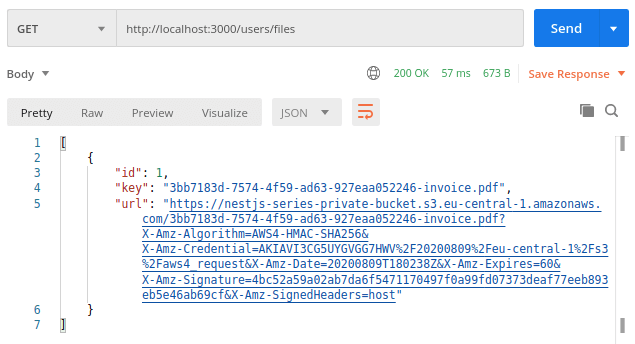 GET http://localhost:3000/users/files Send
Body 200 OK 57 ms 673 B Save Response
Pretty Raw Preview Visualize JSON
1 [
2 {
3 "id": 1,
4 "key": "3bb7183d-7574-4f59-ad63-927eaa052246-invoice.pdf",
5 "url": "https://nestjs-series-private-bucket.s3.eu-central-1.amazonaws.
com/3bb7183d-7574-4f59-ad63-927eaa052246-invoice.pdf?
X-Amz-Algorithm=AWS4-HMAC-SHA256&
X-Amz-Credential=AKIAVI3CG5UYGVGG7HWV%2F20200809%2Feu-central-1%2Fs3
%2Faws4_request&X-Amz-Date=20200809T180238Z&X-Amz-Expires=60&
X-Amz-Signature=4bc52a59a02ab7da6f5471170497f0a99fd07373deaf77eeb893
eb5e46ab69cf&X-Amz-SignedHeaders=host"
6 }
7 ]